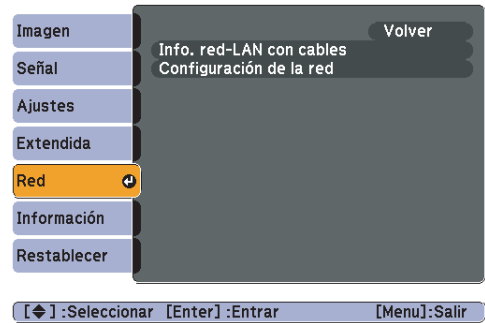 Imagen
Señal
Ajustes
Extendida
Red
Información
Restablecer
Volver
Info. red-LAN con cables
Configuración de la red
[◆] :Seleccionar [Enter] :Entrar [Menu]:Salir